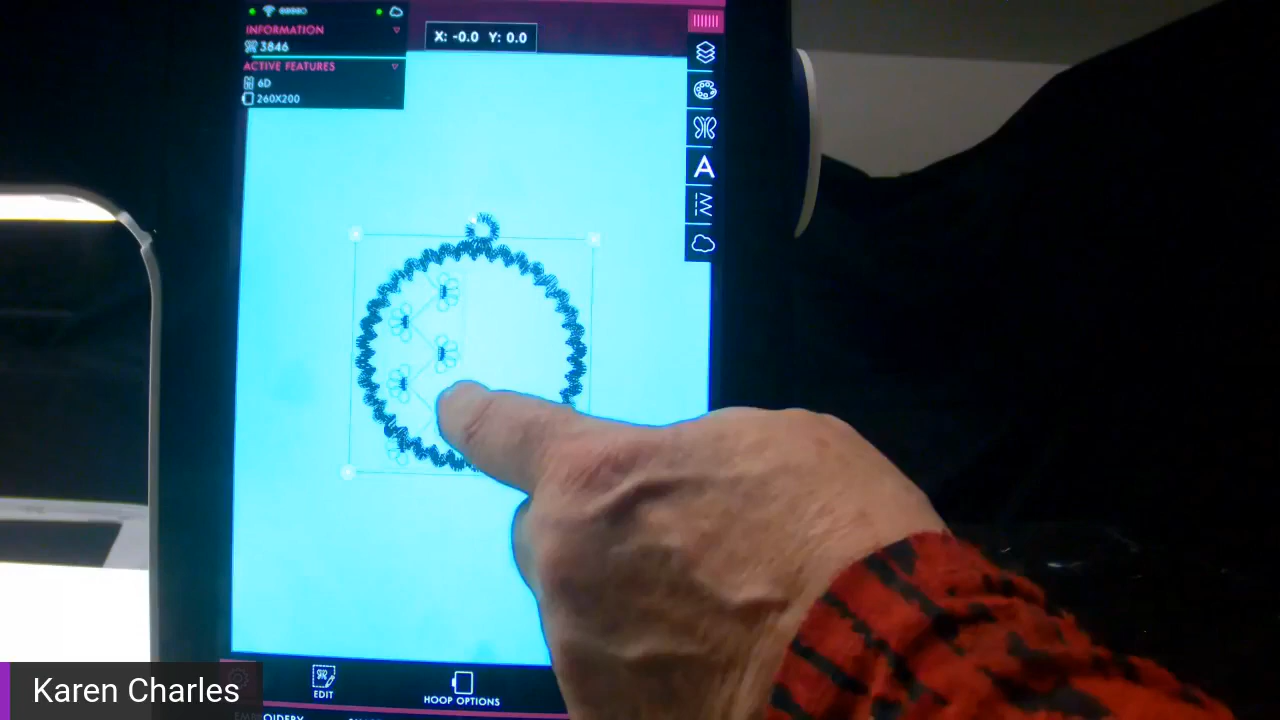 INFORMATION
3846
ACTIVE FEATURES
6D
260X200
X: -0.0 Y: 0.0
A
EDIT
HOOP OPTIONS
Karen Charles